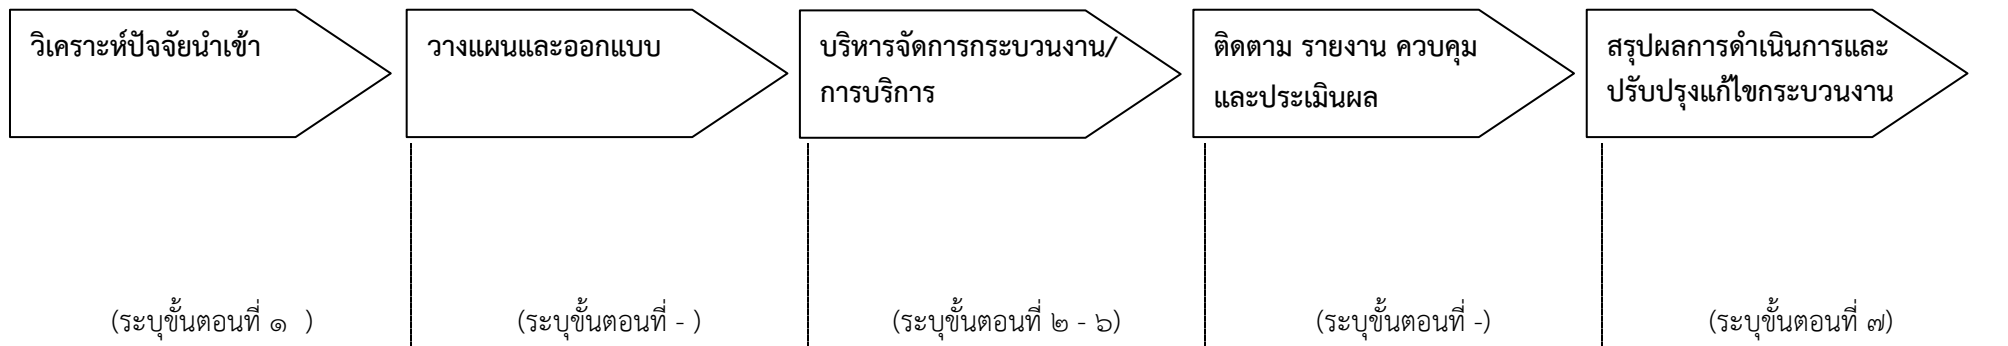 วิเคราะห์ปัจจัยนำเข้า
วางแผนและออกแบบ
บริหารจัดการกระบวนงาน/
การบริการ
ติดตาม รายงาน ควบคุม
และประเมินผล
สรุปผลการดำเนินการและ
ปรับปรุงแก้ไขกระบวนงาน
(ระบุขั้นตอนที่ ๑ )
(ระบุขั้นตอนที่ - )
(ระบุขั้นตอนที่ ๒ - ๖)
(ระบุขั้นตอนที่ -)
(ระบุขั้นตอนที่ ๗)